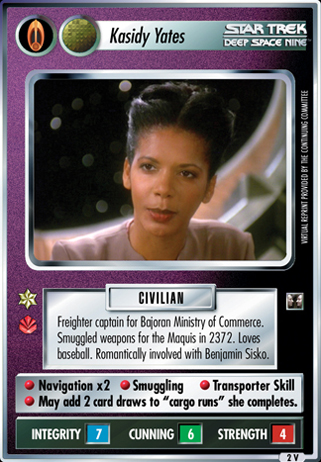 Kasidy Yates
STAR TREK
DEEP SPACE NINE
VIRTUAL REPRINT PROVIDED BY THE CONTINUING COMMITTEE
CIVILIAN
Freighter captain for Bajoran Ministry of Commerce.
Smuggled weapons for the Maquis in 2372. Loves
baseball. Romantically involved with Benjamin Sisko.
Navigation x2 Smuggling Transporter Skill
May add 2 card draws to “cargo runs” she completes.
INTEGRITY 7 CUNNING 6 STRENGTH 4
2 V